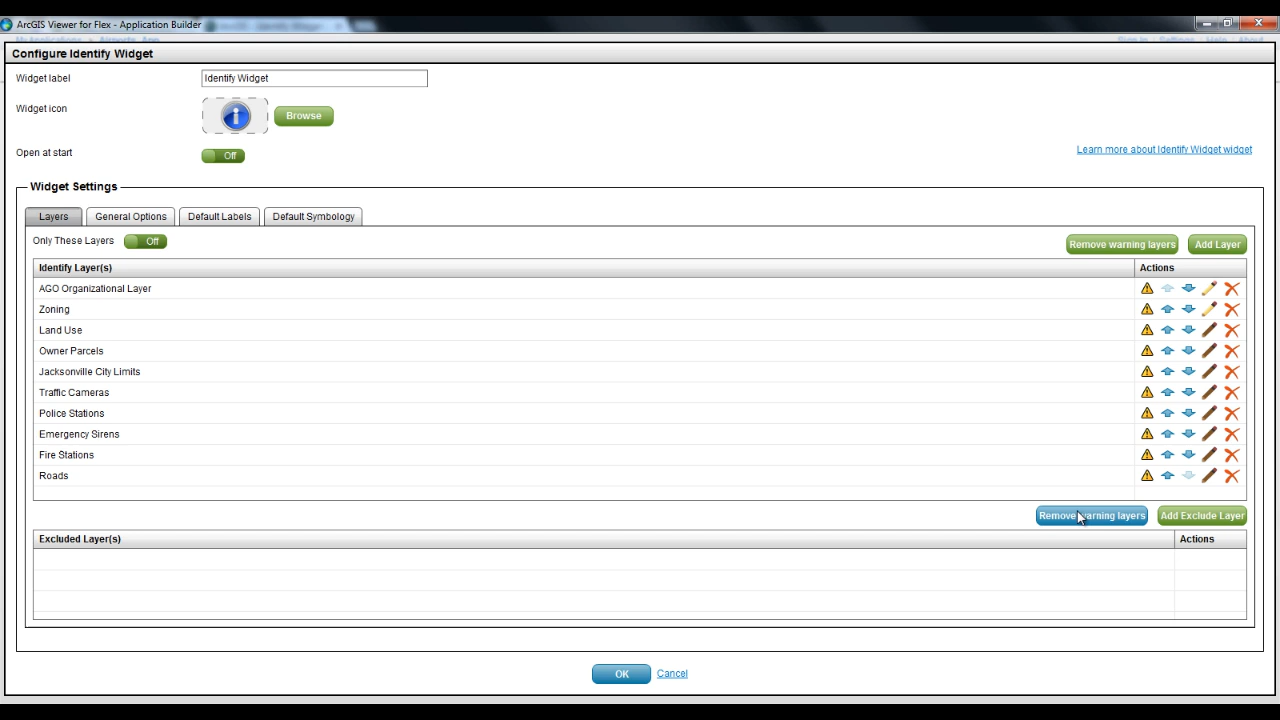 ArcGIS Viewer for Flex - Application Builder
Configure Identify Widget
Widget label Identify Widget
Widget icon Browse
Open at start Off
Learn more about Identify Widget widget
Widget Settings
Layers General Options Default Labels Default Symbology
Only These Layers Off Remove warning layers Add Layer
Identify Layer(s) Actions
AGO Organizational Layer
Zoning
Land Use
Owner Parcels
Jacksonville City Limits
Traffic Cameras
Police Stations
Emergency Sirens
Fire Stations
Roads
Remove warning layers Add Exclude Layer
Excluded Layer(s) Actions
OK Cancel